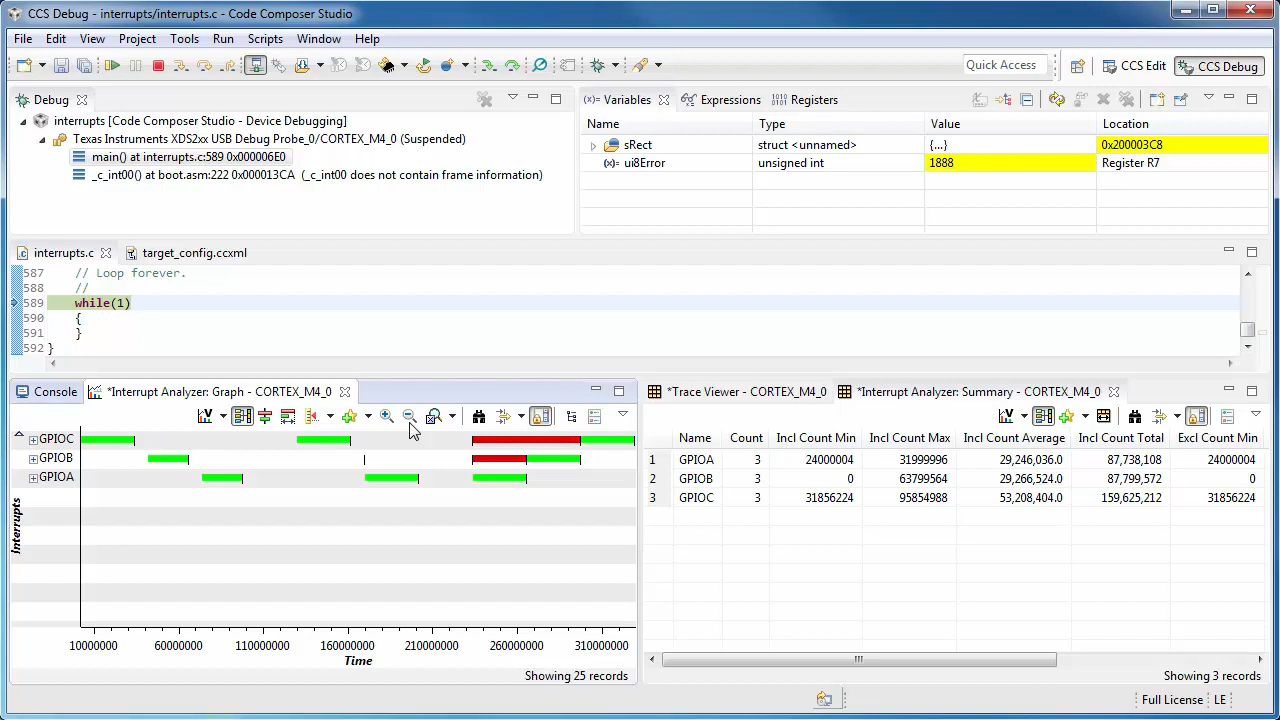 CCS Debug - interrupts/interrupts.c - Code Composer Studio
File Edit View Project Tools Run Scripts Window Help
Quick Access CCS Edit CCS Debug
Debug
interrupts [Code Composer Studio - Device Debugging]
Texas Instruments XDS2xx USB Debug Probe_0/CORTEX_M4_0 (Suspended)
main() at interrupts.c:589 0x000006E0
_c_int00() at boot.asm:222 0x000013CA (_c_int00 does not contain frame information)
(x)= Variables Expressions Registers
Name Type Value Location
sRect struct <unnamed> {...} 0x200003C8
(x)= ui8Error unsigned int 1888 Register R7
interrupts.c target_config.ccxml
587 // Loop forever.
588 //
589 while(1)
590 {
591 }
592 }
Console *Interrupt Analyzer: Graph - CORTEX_M4_0
GPIOC
GPIOB
GPIOA
Interrupts
10000000 60000000 110000000 160000000 210000000 260000000 310000000
Time
Showing 25 records
*Trace Viewer - CORTEX_M4_0 *Interrupt Analyzer: Summary - CORTEX_M4_0
Name Count Incl Count Min Incl Count Max Incl Count Average Incl Count Total Excl Count Min
1 GPIOA 3 24000004 31999996 29,246,036.0 87,738,108 24000004
2 GPIOB 3 0 63799564 29,266,524.0 87,799,572 0
3 GPIOC 3 31856224 95854988 53,208,404.0 159,625,212 31856224
Showing 3 records
Full License LE